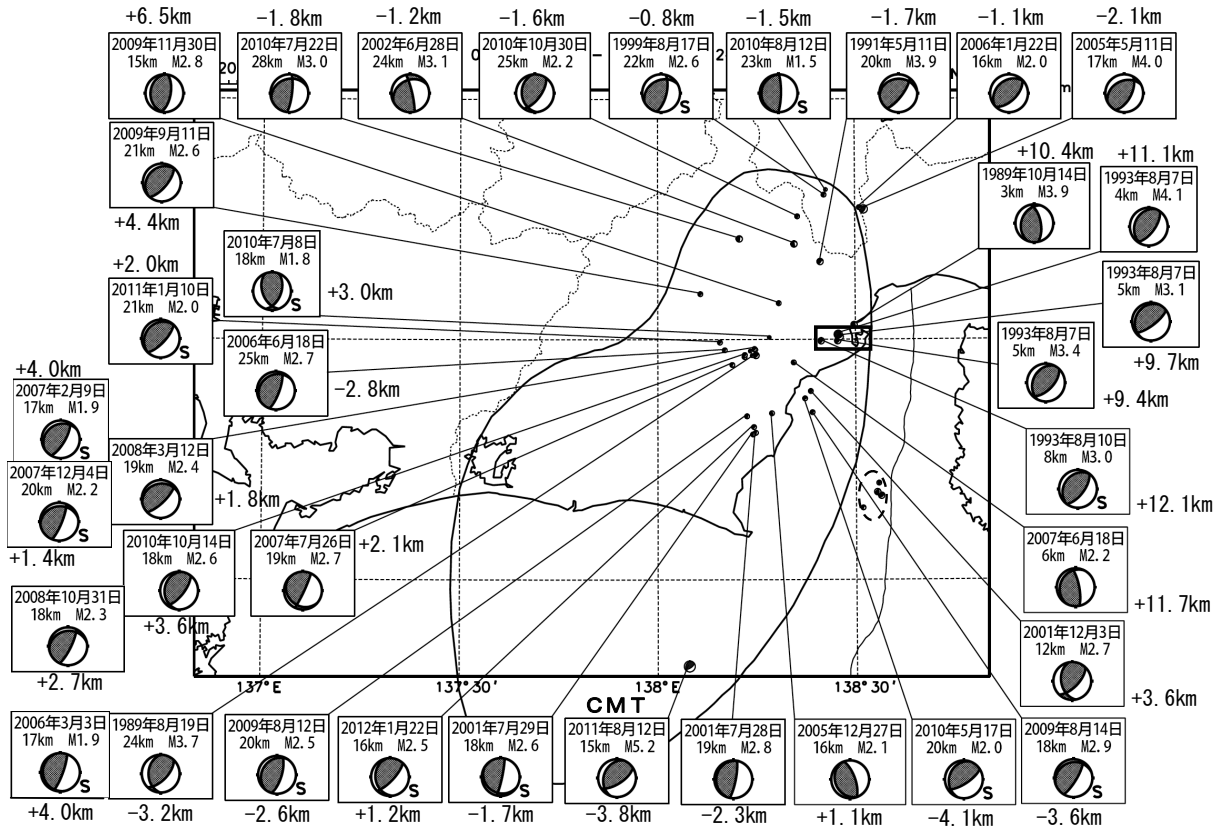 +6.5km
-1.8km
-1.2km
-1.6km
-0.8km
-1.5km
-1.7km
-1.1km
-2.1km
2009年11月30日
15km M2.8
2010年7月22日
28km M3.0
2002年6月28日
24km M3.1
2010年10月30日
25km M2.2
1999年8月17日
22km M2.6
S
2010年8月12日
23km M1.5
S
1991年5月11日
20km M3.9
2006年1月22日
16km M2.0
2005年5月11日
17km M4.0
2009年9月11日
21km M2.6
+4.4km
+10.4km
1989年10月14日
3km M3.9
+11.1km
1993年8月7日
4km M4.1
2010年7月8日
18km M1.8
S
+3.0km
+2.0km
2011年1月10日
21km M2.0
S
1993年8月7日
5km M3.1
+9.7km
2006年6月18日
25km M2.7
-2.8km
1993年8月7日
5km M3.4
+9.4km
+4.0km
2007年2月9日
17km M1.9
S
2008年3月12日
19km M2.4
+1.8km
2007年12月4日
20km M2.2
S
+1.4km
1993年8月10日
8km M3.0
S
+12.1km
2010年10月14日
18km M2.6
+3.6km
2007年7月26日
19km M2.7
+2.1km
2007年6月18日
6km M2.2
+11.7km
2008年10月31日
18km M2.3
+2.7km
2001年12月3日
12km M2.7
+3.6km
137°E
137°30'
138°E
138°30'
CMT
2006年3月3日
17km M1.9
S
+4.0km
1989年8月19日
24km M3.7
-3.2km
2009年8月12日
20km M2.5
S
-2.6km
2012年1月22日
16km M2.5
S
+1.2km
2001年7月29日
18km M2.6
-1.7km
2011年8月12日
15km M5.2
-3.8km
2001年7月28日
19km M2.8
-2.3km
2005年12月27日
16km M2.1
+1.1km
2010年5月17日
20km M2.0
S
-4.1km
2009年8月14日
18km M2.9
S
-3.6km